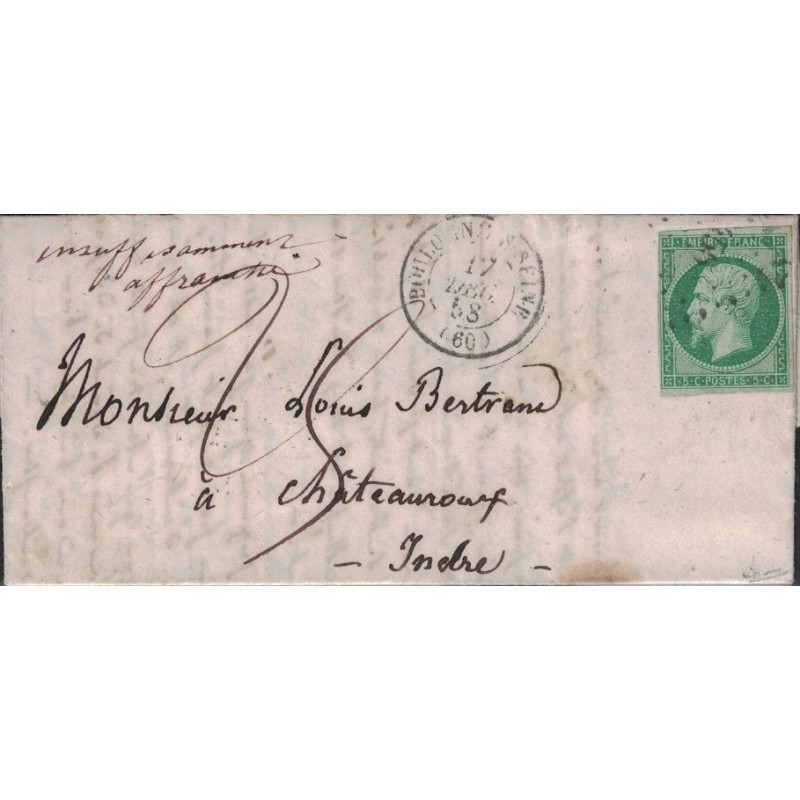 insuffisamment
affranchi.
BOULOGNE S SEINE
17
DEC.
58
(60)
EMPIRE FRANC
5·C·POSTES·5·C
Monsieur Louis Bertrand
à Châteauroux
- Indre -